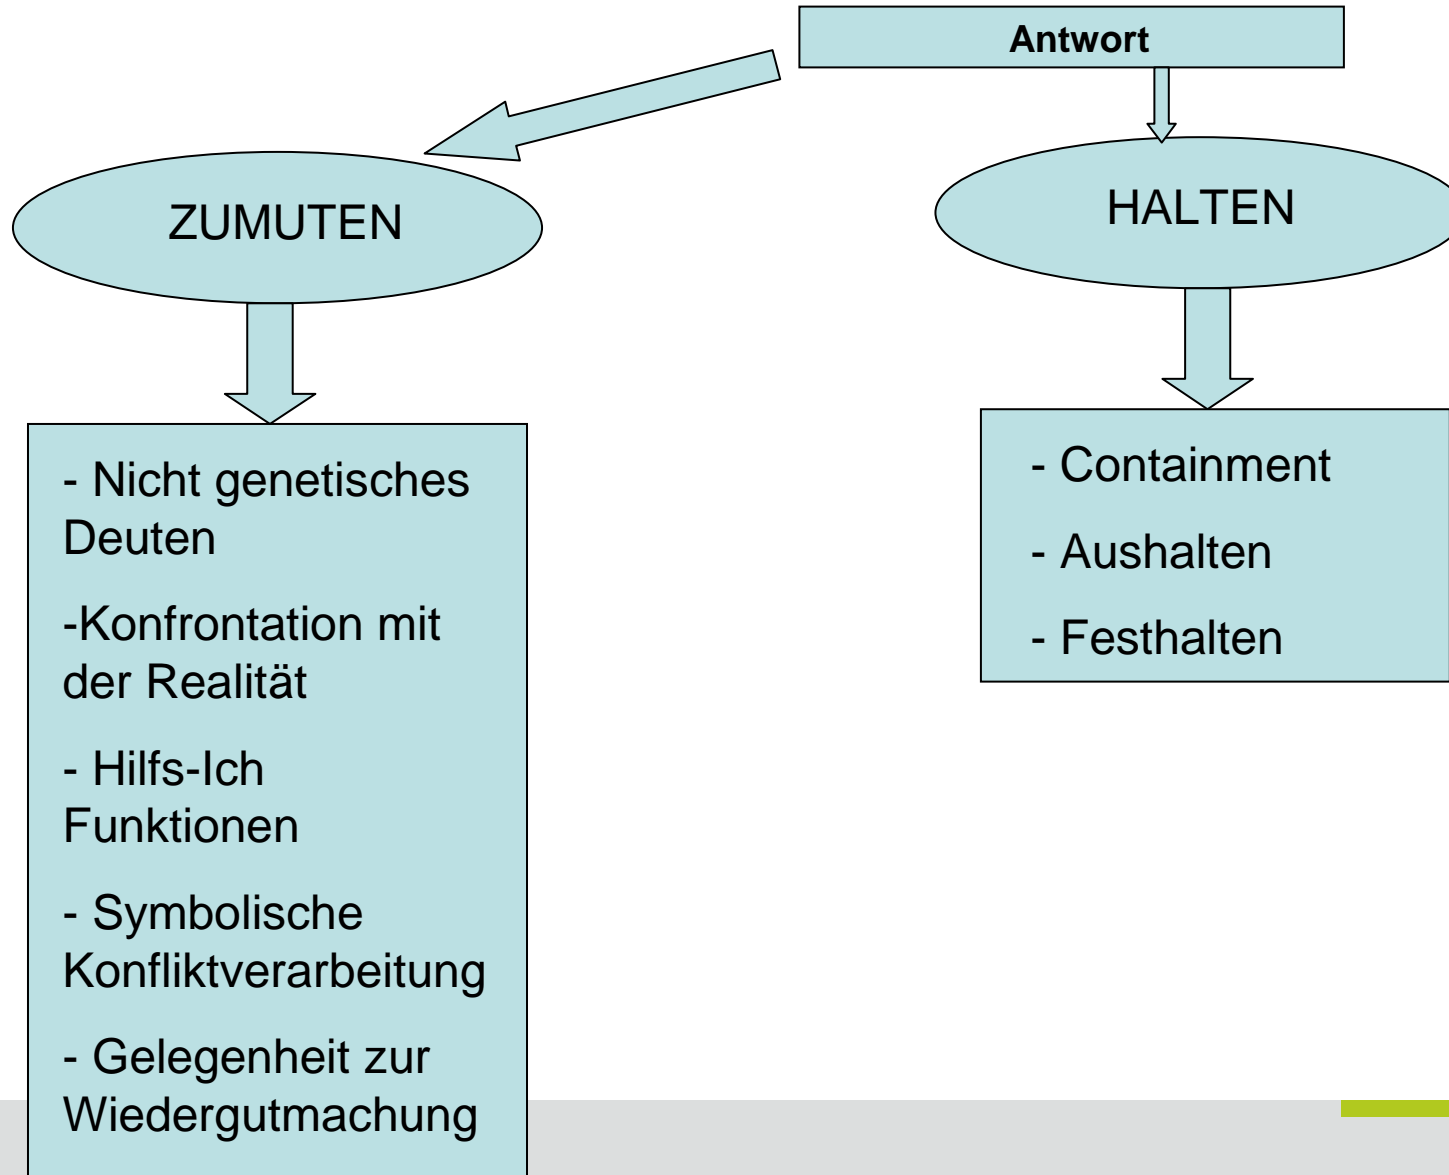 Antwort
ZUMUTEN
HALTEN
- Nicht genetisches
Deuten
-Konfrontation mit
der Realität
- Hilfs-Ich
Funktionen
- Symbolische
Konfliktverarbeitung
- Gelegenheit zur
Wiedergutmachung
- Containment
- Aushalten
- Festhalten